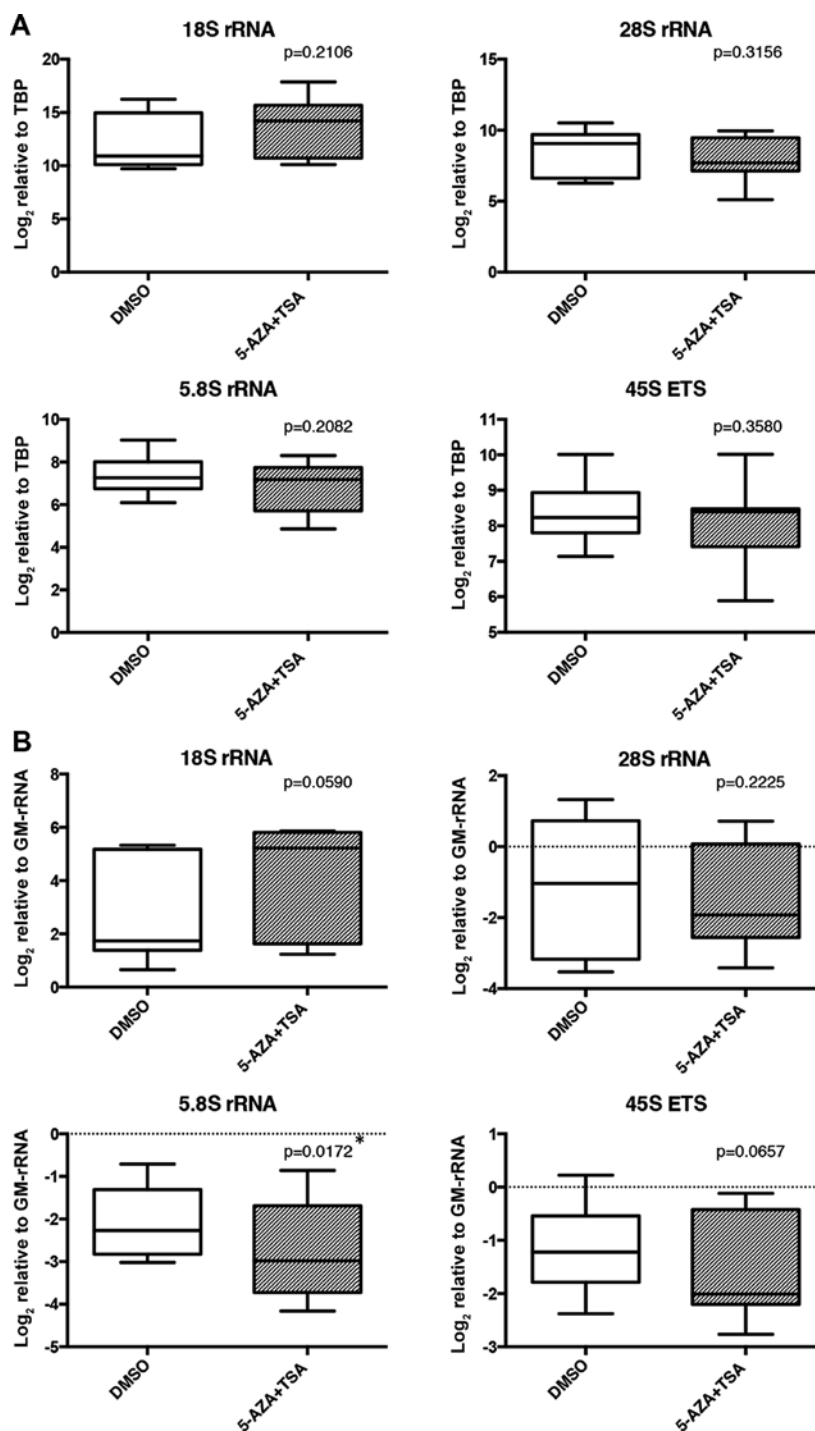 A
18S rRNA
p=0.2106
Log2 relative to TBP
20
15
10
5
0
DMSO
5-AZA+TSA
28S rRNA
p=0.3156
Log2 relative to TBP
15
10
5
0
DMSO
5-AZA+TSA
5.8S rRNA
p=0.2082
Log2 relative to TBP
10
8
6
4
2
0
DMSO
5-AZA+TSA
45S ETS
p=0.3580
Log2 relative to TBP
11
10
9
8
7
6
5
DMSO
5-AZA+TSA
B
18S rRNA
p=0.0590
Log2 relative to GM-rRNA
8
6
4
2
0
DMSO
5-AZA+TSA
28S rRNA
p=0.2225
Log2 relative to GM-rRNA
2
0
-2
-4
DMSO
5-AZA+TSA
5.8S rRNA
p=0.0172*
Log2 relative to GM-rRNA
0
-1
-2
-3
-4
-5
DMSO
5-AZA+TSA
45S ETS
p=0.0657
Log2 relative to GM-rRNA
1
0
-1
-2
-3
DMSO
5-AZA+TSA